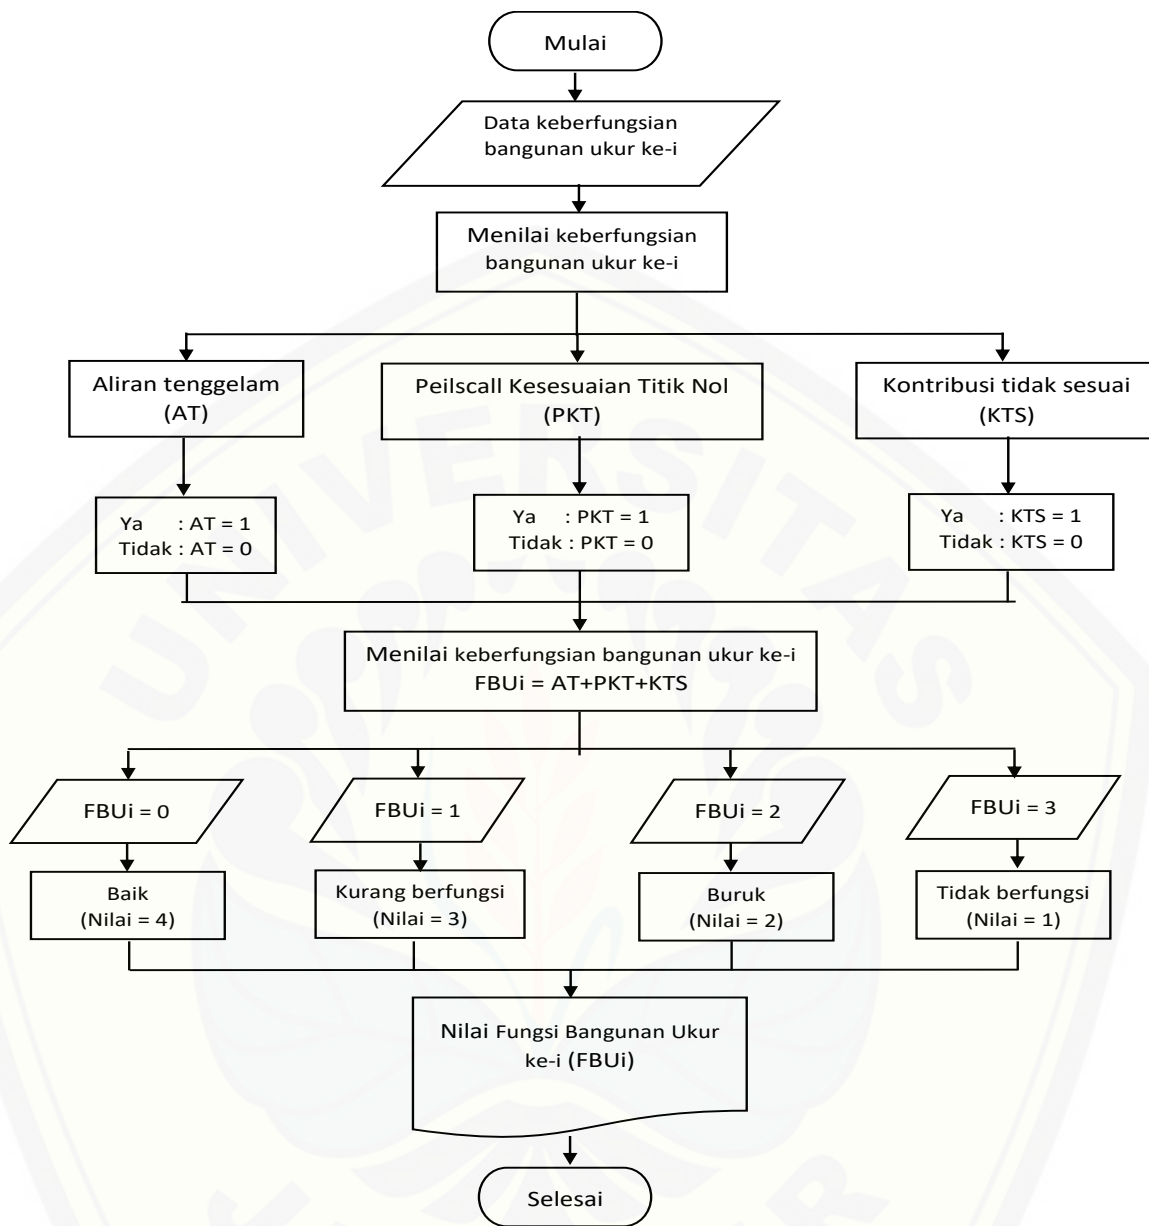 Mulai
Data keberfungsian
bangunan ukur ke-i
Menilai keberfungsian
bangunan ukur ke-i
Aliran tenggelam
(AT)
Peilscall Kesesuaian Titik Nol
(PKT)
Kontribusi tidak sesuai
(KTS)
Ya : AT = 1
Tidak : AT = 0
Ya : PKT = 1
Tidak : PKT = 0
Ya : KTS = 1
Tidak : KTS = 0
Menilai keberfungsian bangunan ukur ke-i
FBUi = AT+PKT+KTS
FBUi = 0
FBUi = 1
FBUi = 2
FBUi = 3
Baik
(Nilai = 4)
Kurang berfungsi
(Nilai = 3)
Buruk
(Nilai = 2)
Tidak berfungsi
(Nilai = 1)
Nilai Fungsi Bangunan Ukur
ke-i (FBUi)
Selesai
UNIVERSITAS